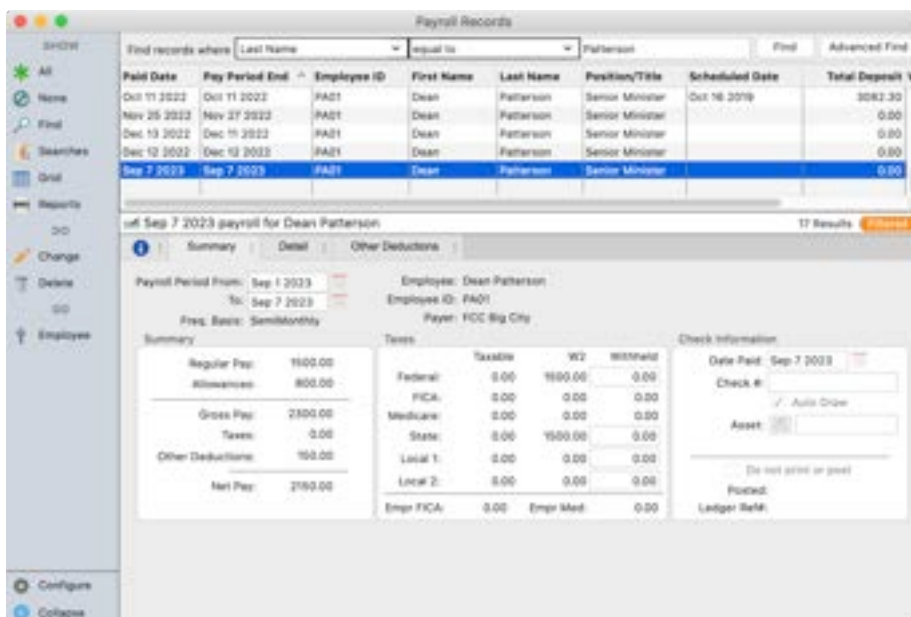 Payroll Records
SHOW
All
None
Find
Searches
Grid
Reports
DO
Change
Delete
GO
Employee
Configure
Collapse
Find records where Last Name equal to Patterson Find Advanced Find
Paid Date Pay Period End Employee ID First Name Last Name Position/Title Scheduled Date Total Deposit
Oct 11 2022 Oct 11 2022 PA01 Dean Patterson Senior Minister Oct 16 2019 3082.30
Nov 25 2022 Nov 27 2022 PA01 Dean Patterson Senior Minister 0.00
Dec 13 2022 Dec 11 2022 PA01 Dean Patterson Senior Minister 0.00
Dec 12 2022 Dec 12 2022 PA01 Dean Patterson Senior Minister 0.00
Sep 7 2023 Sep 7 2023 PA01 Dean Patterson Senior Minister 0.00
Sep 7 2023 payroll for Dean Patterson 17 Results Filtered
Summary Detail Other Deductions
Payroll Period From: Sep 1 2023 Employee: Dean Patterson
To: Sep 7 2023 Employee ID: PA01
Freq. Basis: SemiMonthly Payer: FCC Big City
Summary Taxes Check Information
Regular Pay: 1500.00
Allowances: 800.00
Gross Pay: 2300.00
Taxes: 0.00
Other Deductions: 150.00
Net Pay: 2150.00
Taxable W2 Withheld
Federal: 0.00 1500.00 0.00
FICA: 0.00 0.00 0.00
Medicare: 0.00 0.00 0.00
State: 0.00 1500.00 0.00
Local 1: 0.00 0.00 0.00
Local 2: 0.00 0.00 0.00
Empr FICA: 0.00 Empr Med: 0.00
Date Paid: Sep 7 2023
Check #:
Auto Draw
Asset:
Do not print or post
Posted:
Ledger Ref#: